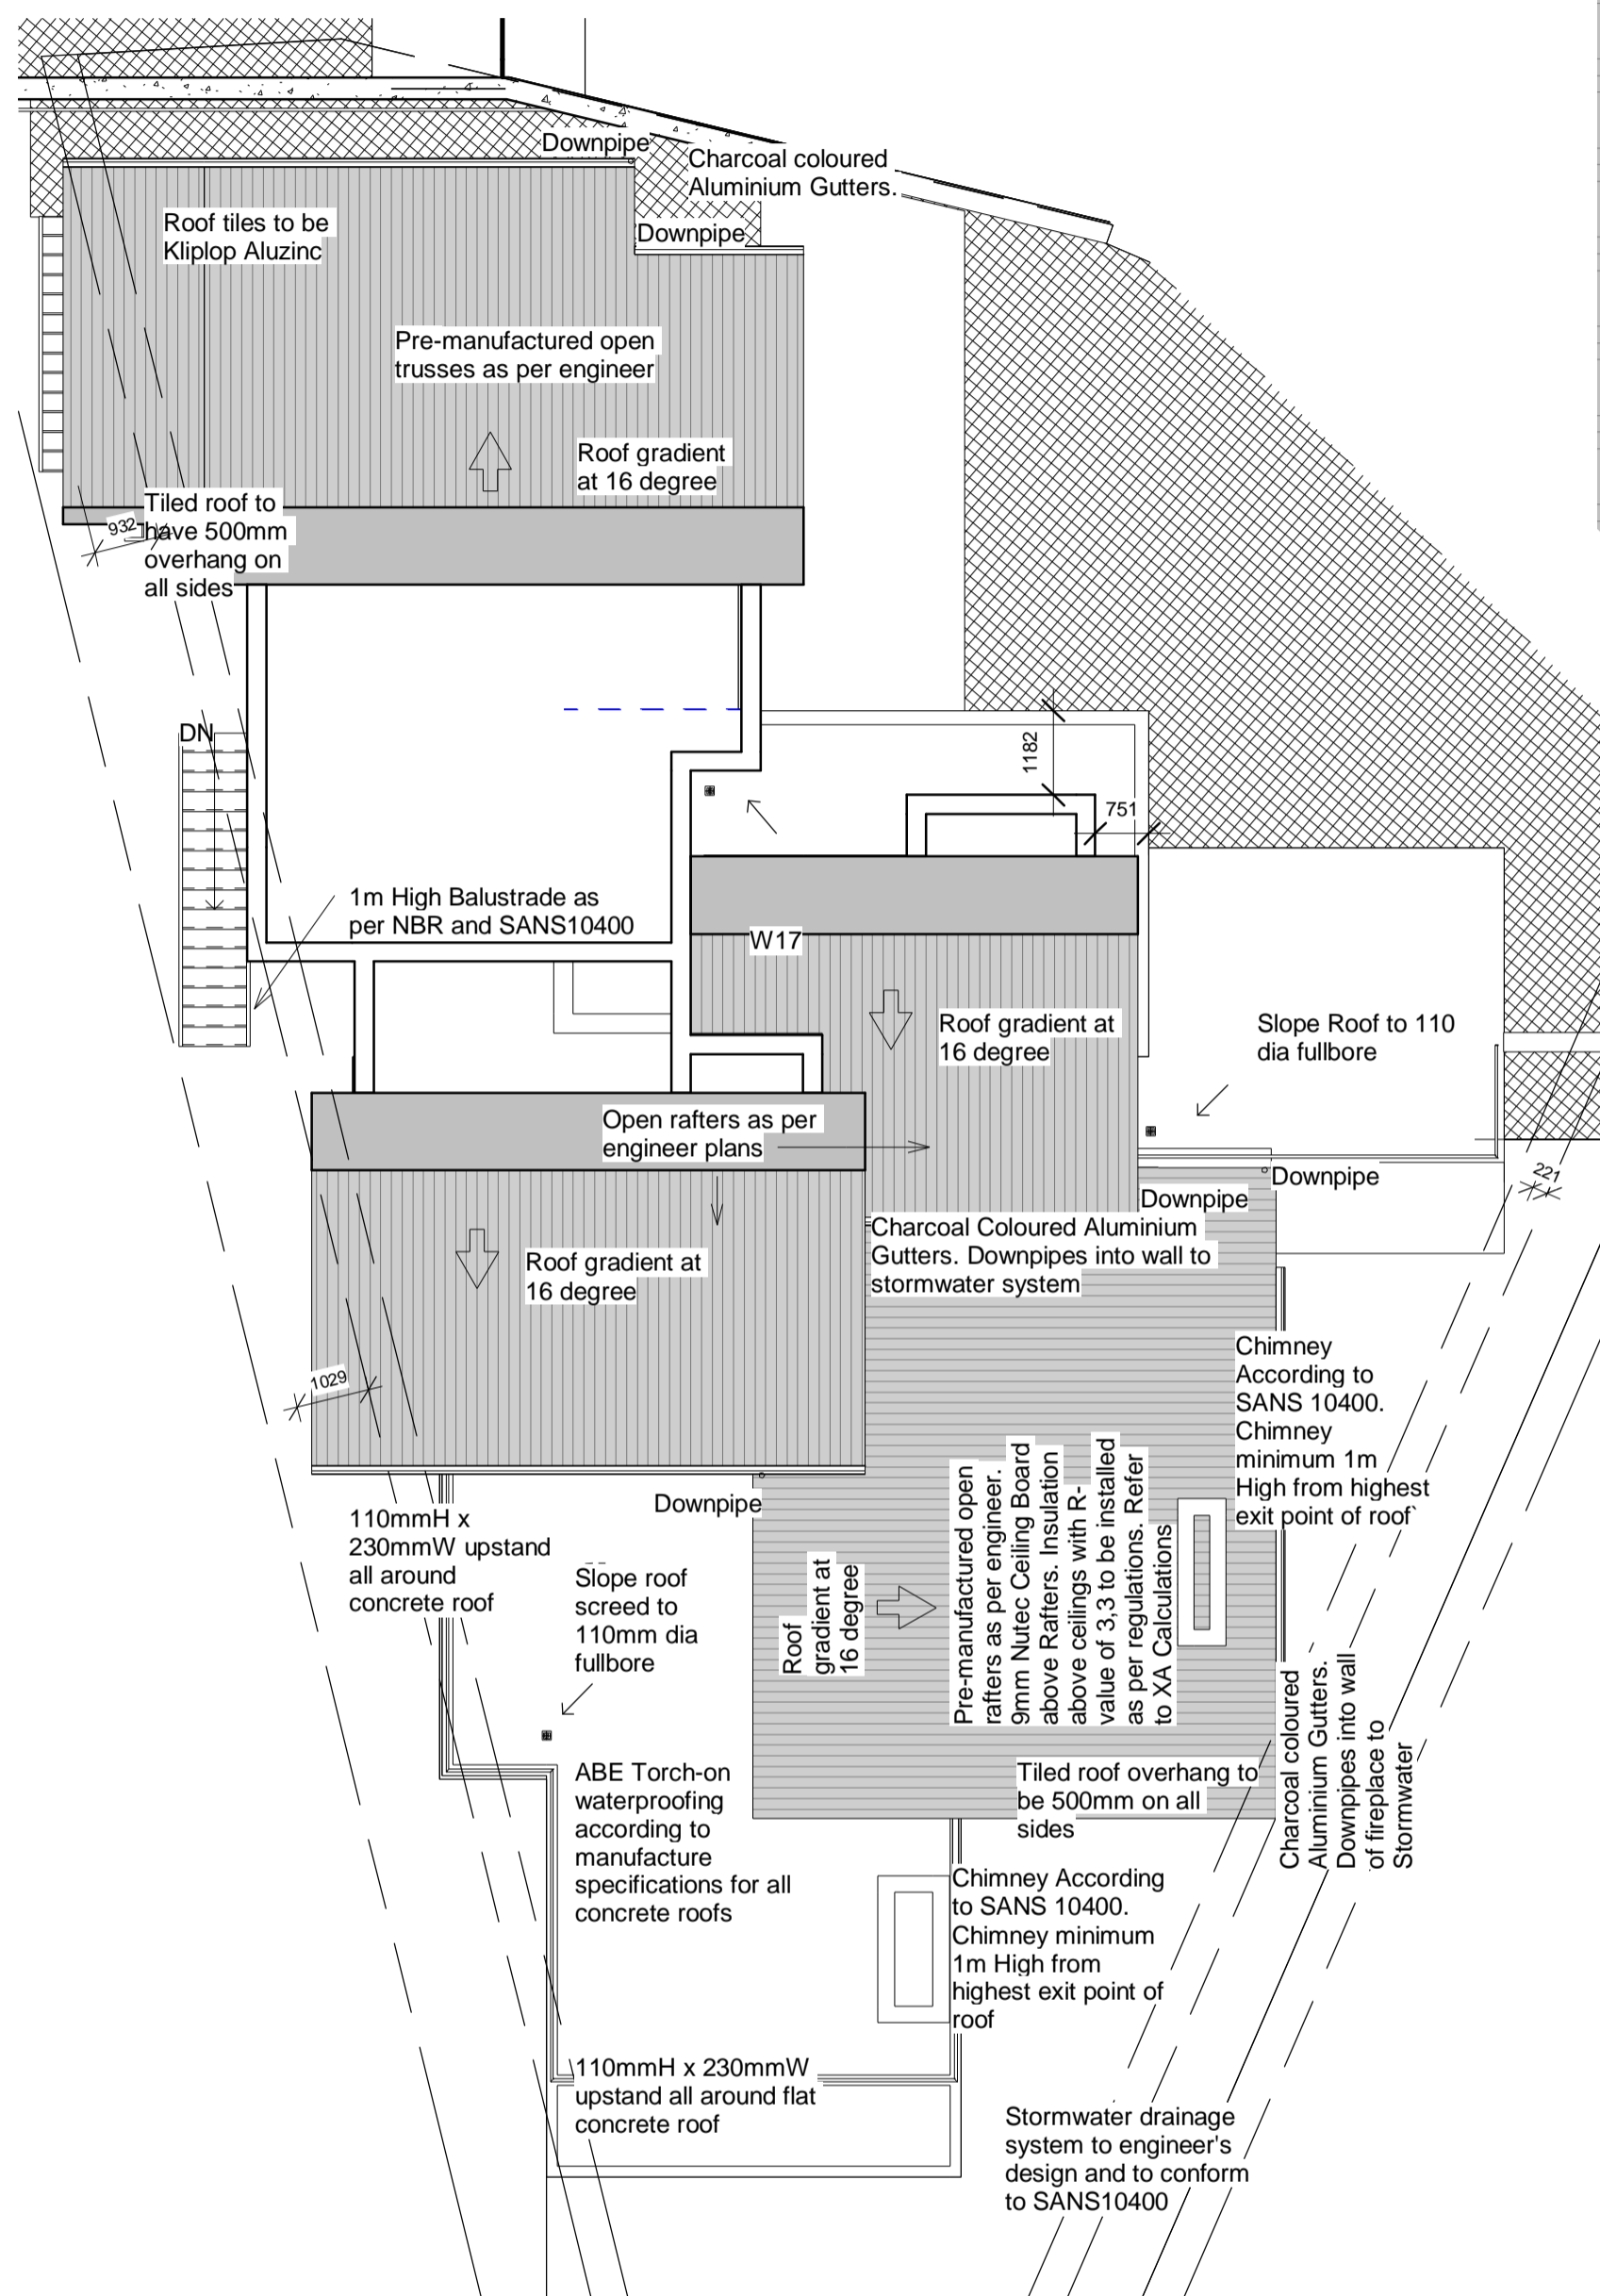 Downpipe
Charcoal coloured
Aluminium Gutters.
Roof tiles to be
Kliplop Aluzinc
Downpipe
Pre-manufactured open
trusses as per engineer
Roof gradient
at 16 degree
Tiled roof to
have 500mm
overhang on
all sides
932
DN
1182
751
1m High Balustrade as
per NBR and SANS10400
W17
Roof gradient at
16 degree
Slope Roof to 110
dia fullbore
Open rafters as per
engineer plans
Downpipe
221
Downpipe
Charcoal Coloured Aluminium
Gutters. Downpipes into wall to
stormwater system
Roof gradient at
16 degree
Chimney
According to
SANS 10400.
Chimney
minimum 1m
High from highest
exit point of roof`
1029
Downpipe
110mmH x
230mmW upstand
all around
concrete roof
Slope roof
screed to
110mm dia
fullbore
Roof
gradient at
16 degree
Pre-manufactured open
rafters as per engineer.
9mm Nutec Ceiling Board
above Rafters. Insulation
above ceilings with R-
value of 3,3 to be installed
as per regulations. Refer
to XA Calculations
Charcoal coloured
Aluminium Gutters.
Downpipes into wall
of fireplace to
Stormwater
ABE Torch-on
waterproofing
according to
manufacture
specifications for all
concrete roofs
Tiled roof overhang to
be 500mm on all
sides
Chimney According
to SANS 10400.
Chimney minimum
1m High from
highest exit point of
roof
110mmH x 230mmW
upstand all around flat
concrete roof
Stormwater drainage
system to engineer's
design and to conform
to SANS10400